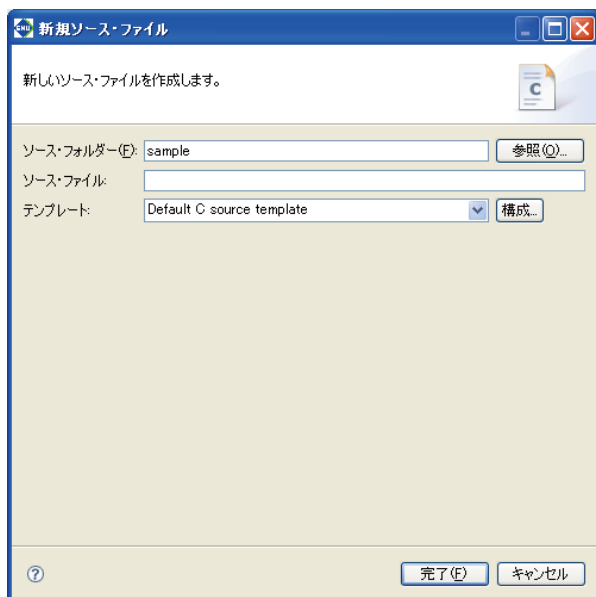 GNU 新規ソース・ファイル
新しいソース・ファイルを作成します。
c
ソース・フォルダー(F): sample 参照(O)...
ソース・ファイル:
テンプレート: Default C source template 構成...
? 完了(F) キャンセル